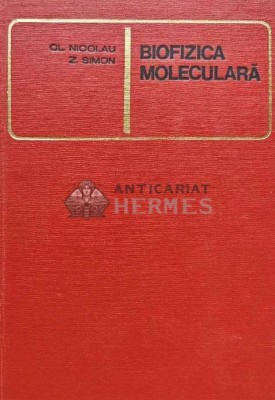 CL. NICOLAU
Z. SIMON
BIOFIZICA
MOLECULARĂ
ANTICARIAT
HERMES